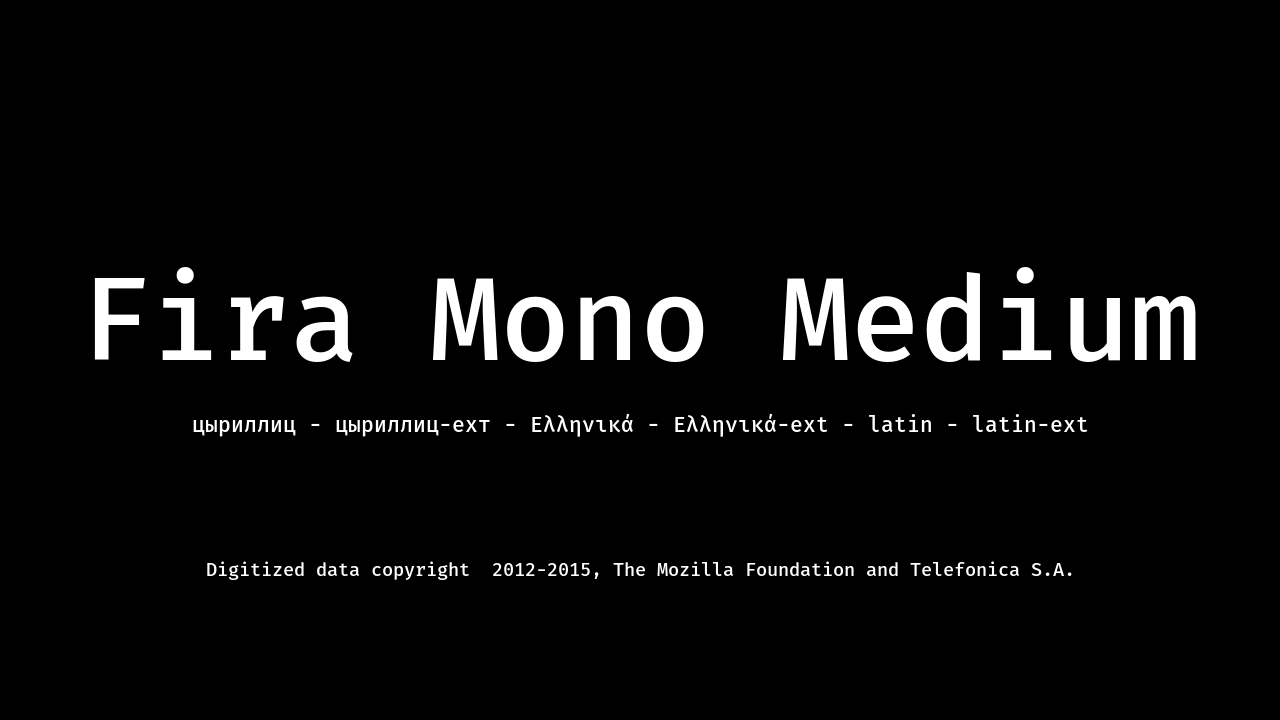 Fira Mono Medium
цыриллиц - цыриллиц-ехт - Ελληνικά - Ελληνικά-ext - latin - latin-ext
Digitized data copyright  2012-2015, The Mozilla Foundation and Telefonica S.A.